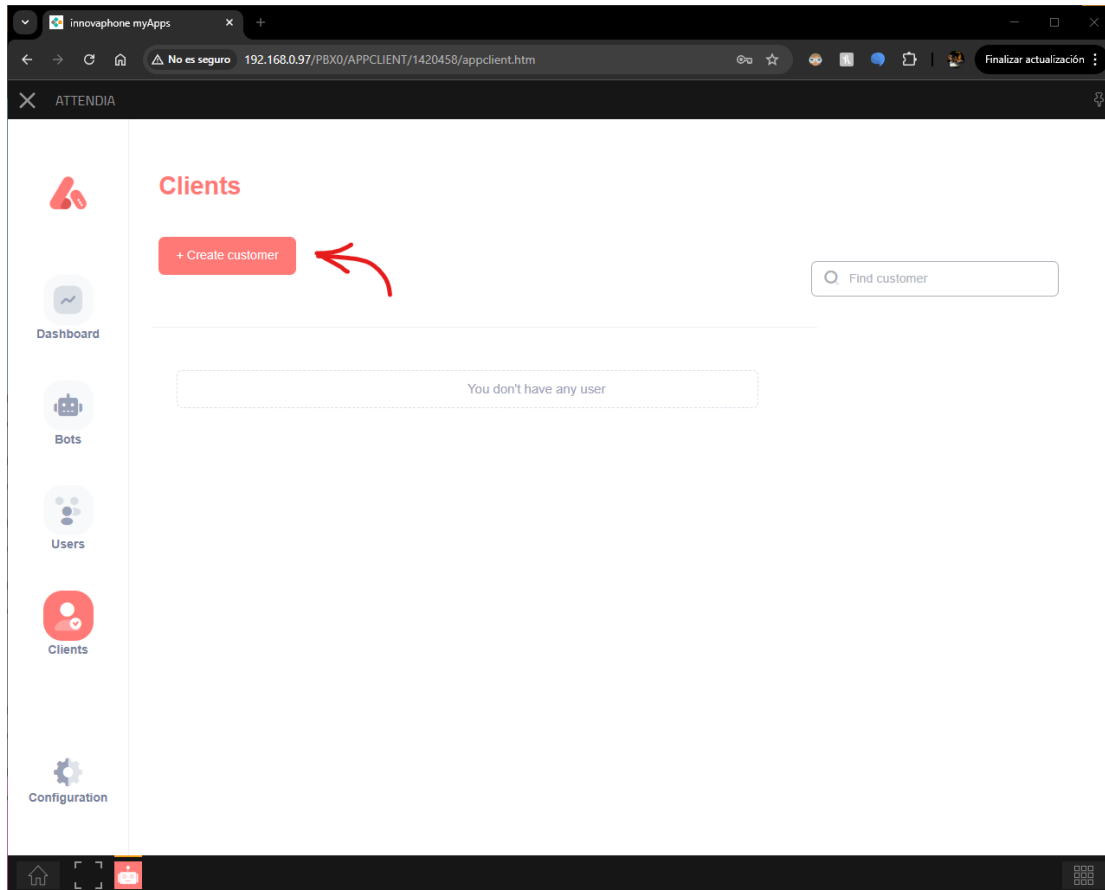 innovaphone myApps
No es seguro 192.168.0.97/PBX0/APPCLIENT/1420458/appclient.htm Finalizar actualización
ATTENDIA
Clients
+ Create customer
Find customer
You don't have any user
Dashboard
Bots
Users
Clients
Configuration